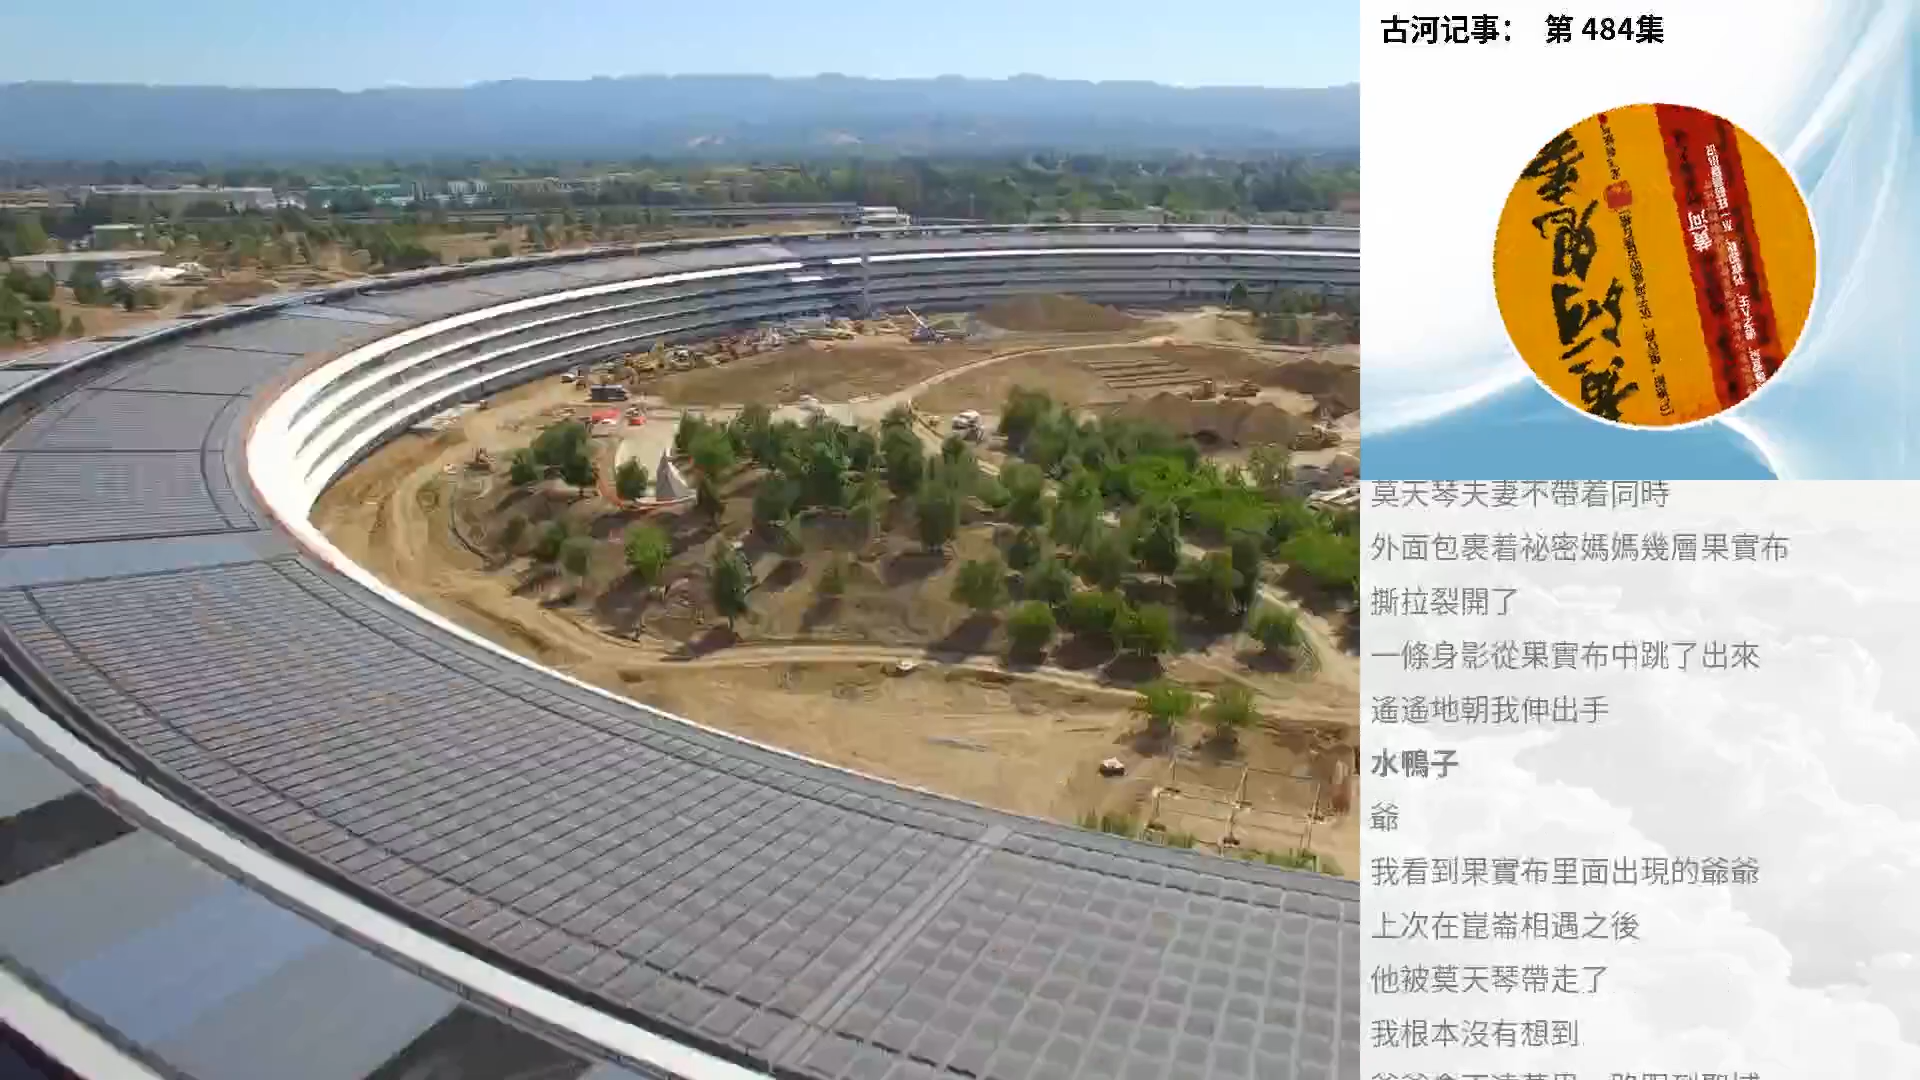 古河记事： 第 484集
黄河
莫天琴夫妻不帶着同時
外面包裹着祕密媽媽幾層果實布
撕拉裂開了
一條身影從果實布中跳了出來
遙遙地朝我伸出手
水鴨子
爺
我看到果實布里面出現的爺爺
上次在崑崙相遇之後
他被莫天琴帶走了
我根本沒有想到